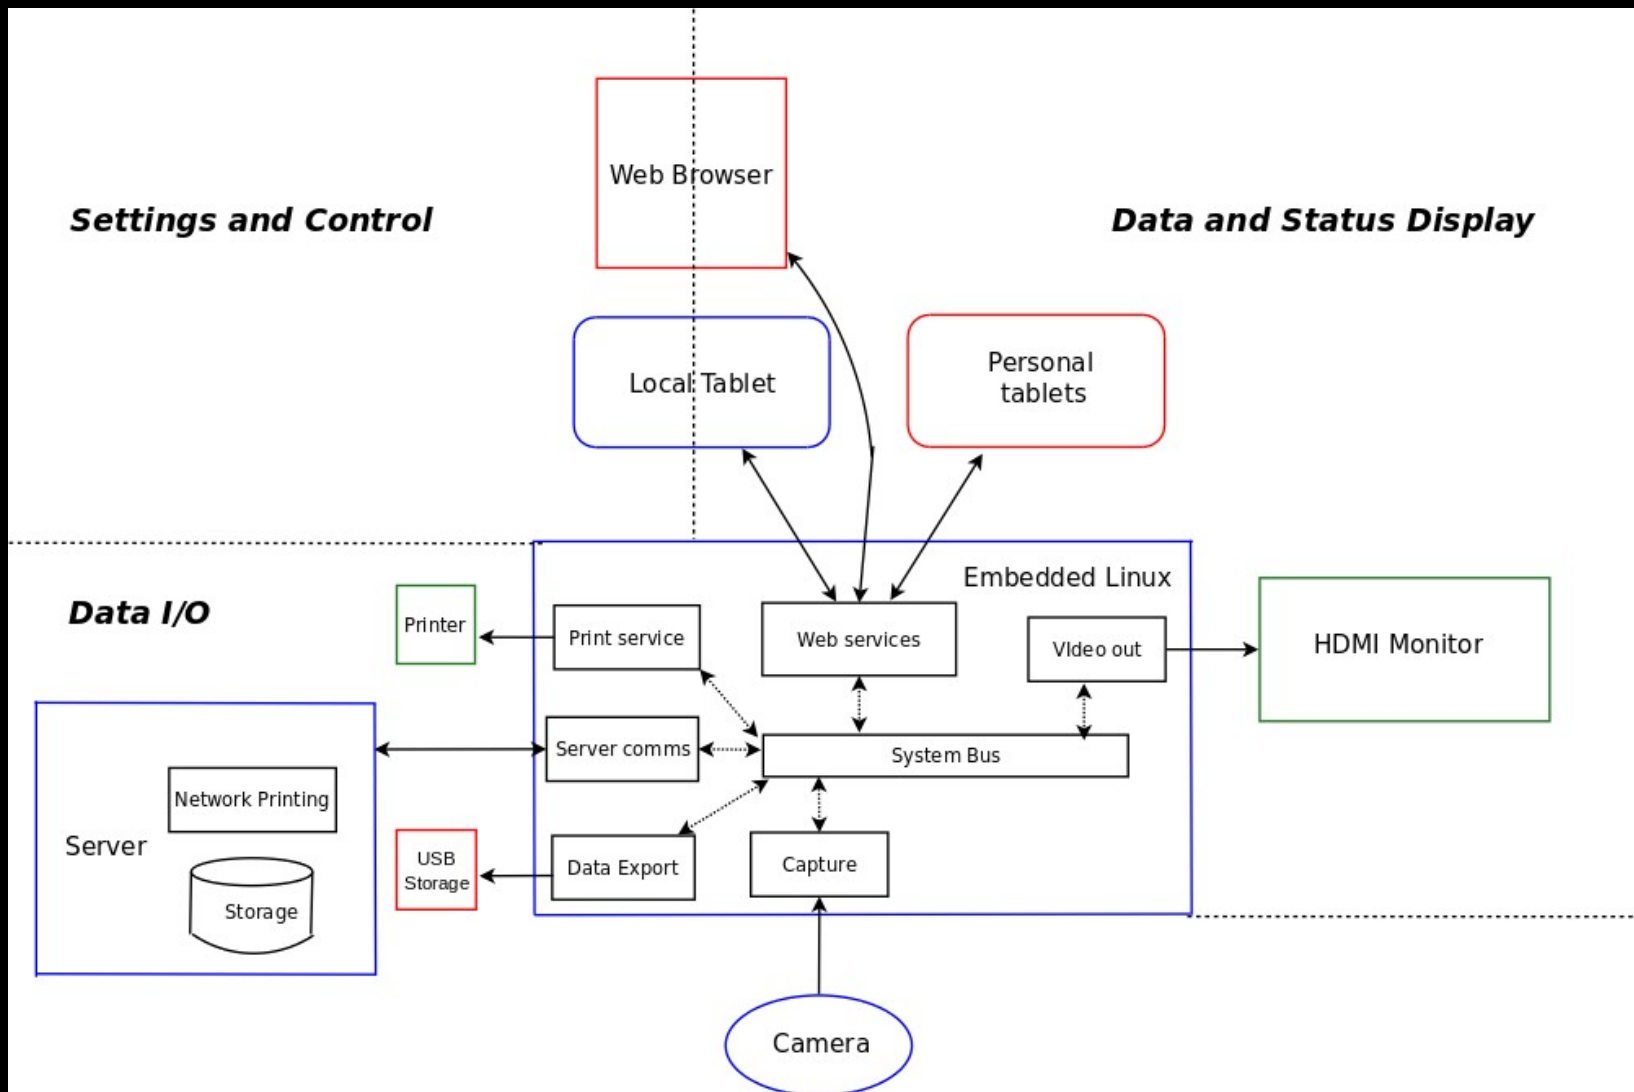 Web Browser
Settings and Control
Data and Status Display
Local Tablet
Personal
tablets
Embedded Linux
Data I/O
Printer
Print service
Web services
VIdeo out
HDMI Monitor
Server comms
System Bus
Network Printing
Server
Storage
USB
Storage
Data Export
Capture
Camera